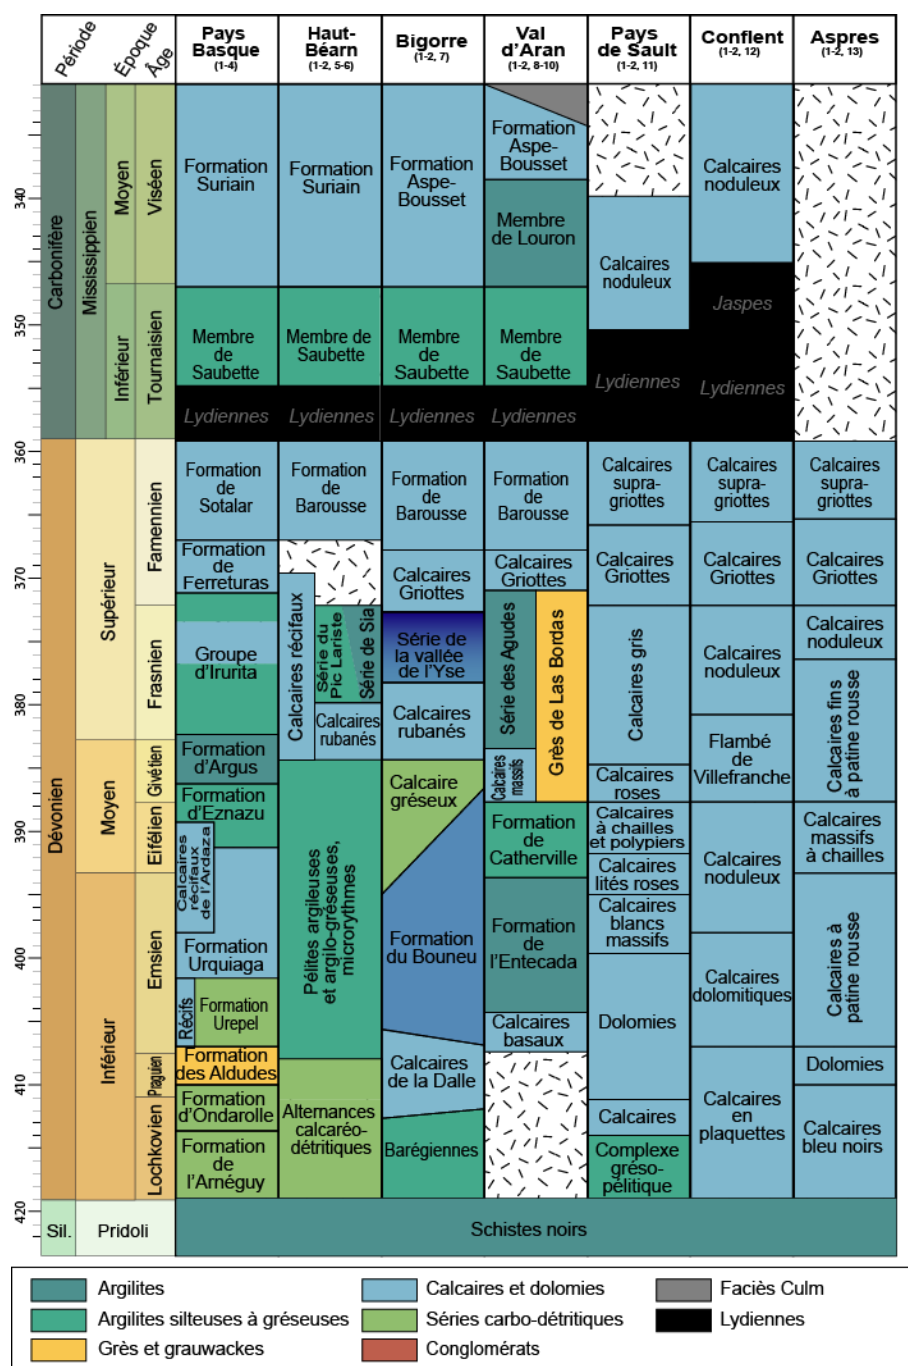 Période
Époque
Âge
Pays
Basque
(1-4)
Haut-
Béarn
(1-2, 5-6)
Bigorre
(1-2, 7)
Val
d'Aran
(1-2, 8-10)
Pays
de Sault
(1-2, 11)
Conflent
(1-2, 12)
Aspres
(1-2, 13)
340
350
360
370
380
390
400
410
420
Carbonifère
Mississippien
Moyen
Viséen
Inférieur
Tournaisien
Dévonien
Supérieur
Famennien
Frasnien
Moyen
Givétien
Eifélien
Inférieur
Emsien
Praguien
Lochkovien
Sil.
Pridoli
Formation
Suriain
Membre
de
Saubette
Lydiennes
Formation
de
Sotalar
Formation
de
Ferreturas
Groupe
d'Irurita
Formation
d'Argus
Formation
d'Eznazu
Calcaires
récifaux
de l'Ardaza
Formation
Urquiaga
Récifs
Formation
Urepel
Formation
des Aldudes
Formation
d'Ondarolle
Formation
de
l'Arnéguy
Formation
Suriain
Membre de
Saubette
Lydiennes
Formation
de
Barousse
Calcaires récifaux
Série du
Pic Lariste
Série de Sia
Calcaires
rubanés
Pélites argileuses
et argilo-gréseuses,
microrythmes
Alternances
calcaréo-
détritiques
Formation
Aspe-
Bousset
Membre
de
Saubette
Lydiennes
Formation
de
Barousse
Calcaires
Griottes
Série de
la vallée
de l'Yse
Calcaires
rubanés
Calcaire
gréseux
Formation
du Bouneu
Calcaires
de la Dalle
Barégiennes
Formation
Aspe-
Bousset
Membre
de Louron
Membre
de
Saubette
Lydiennes
Formation
de
Barousse
Calcaires
Griottes
Série des Agudes
Grès de Las Bordas
Calcaires
massifs
Formation
de
Catherville
Formation
de
l'Entecada
Calcaires
basaux
Calcaires
noduleux
Lydiennes
Calcaires
supra-
griottes
Calcaires
Griottes
Calcaires gris
Calcaires
roses
Calcaires
à chailles
et polypiers
Calcaires
lités roses
Calcaires
blancs
massifs
Dolomies
Calcaires
Complexe
gréso-
pélitique
Calcaires
noduleux
Jaspes
Lydiennes
Calcaires
supra-
griottes
Calcaires
Griottes
Calcaires
noduleux
Flambé
de
Villefranche
Calcaires
noduleux
Calcaires
dolomitiques
Calcaires
en
plaquettes
Calcaires
supra-
griottes
Calcaires
Griottes
Calcaires
noduleux
Calcaires fins
à patine rousse
Calcaires
massifs
à chailles
Calcaires à
patine rousse
Dolomies
Calcaires
bleu noirs
Schistes noirs
Argilites
Argilites silteuses à gréseuses
Grès et grauwackes
Calcaires et dolomies
Séries carbo-détritiques
Conglomérats
Faciès Culm
Lydiennes